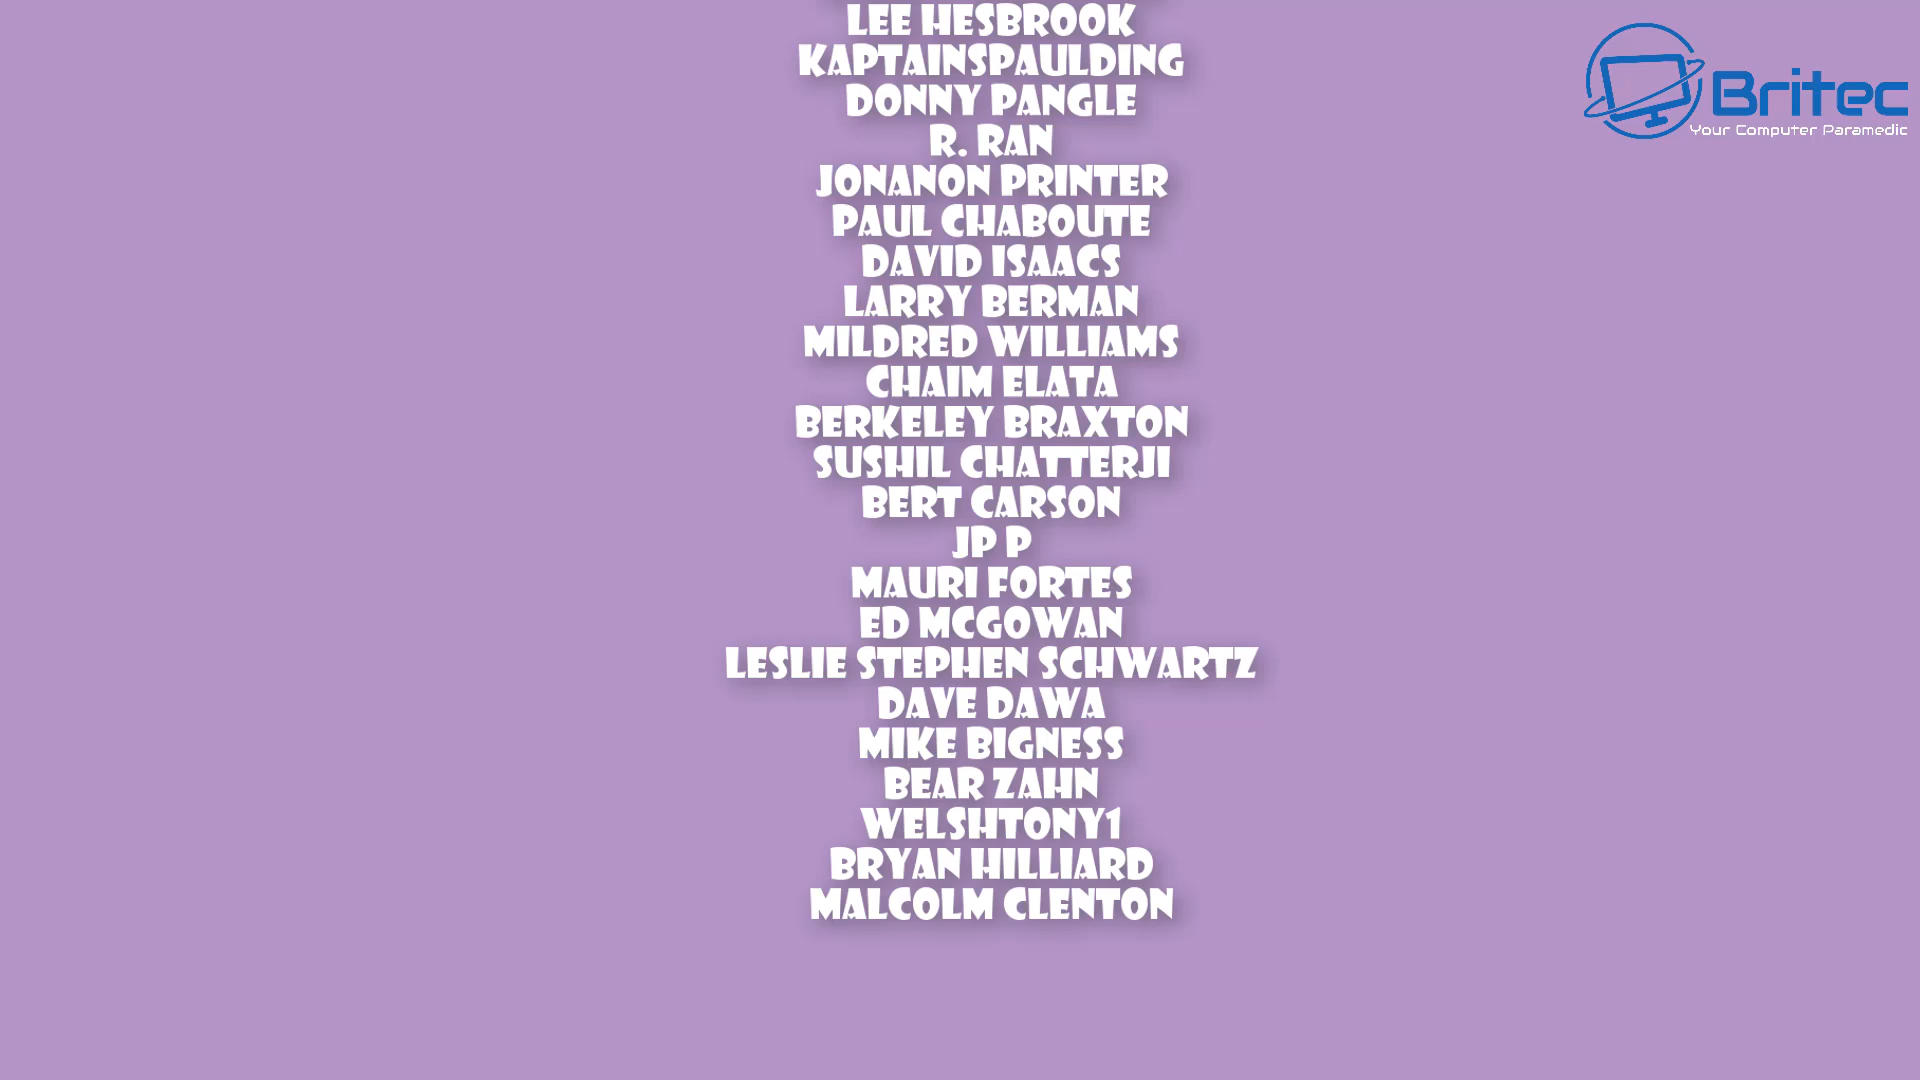 LEE HESBROOK
KAPTAINSPAULDING
DONNY PANGLE
R. RAN
JONANON PRINTER
PAUL CHABOUTE
DAVID ISAACS
LARRY BERMAN
MILDRED WILLIAMS
CHAIM ELATA
BERKELEY BRAXTON
SUSHIL CHATTERJI
BERT CARSON
JP P
MAURI FORTES
ED MCGOWAN
LESLIE STEPHEN SCHWARTZ
DAVE DAWA
MIKE BIGNESS
BEAR ZAHN
WELSHTONY1
BRYAN HILLIARD
MALCOLM CLENTON
Britec
Your Computer Paramedic